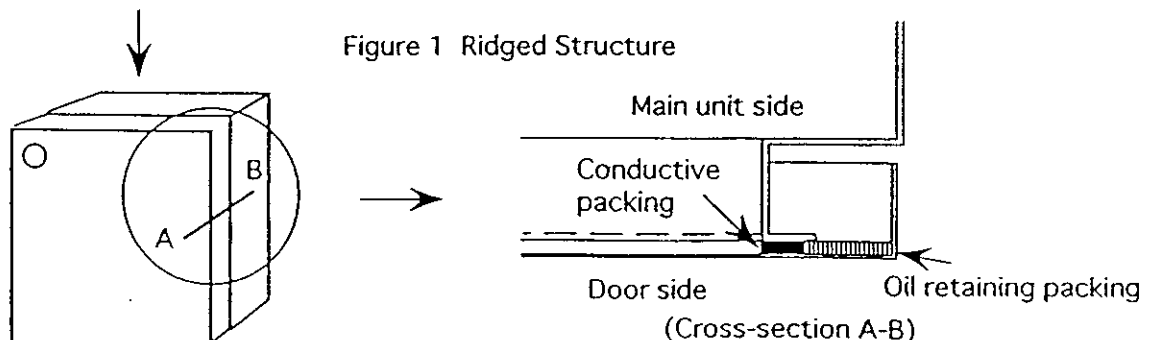 Figure 1 Ridged Structure
Main unit side
B
Conductive
packing
A
Door side
Oil retaining packing
(Cross-section A-B)